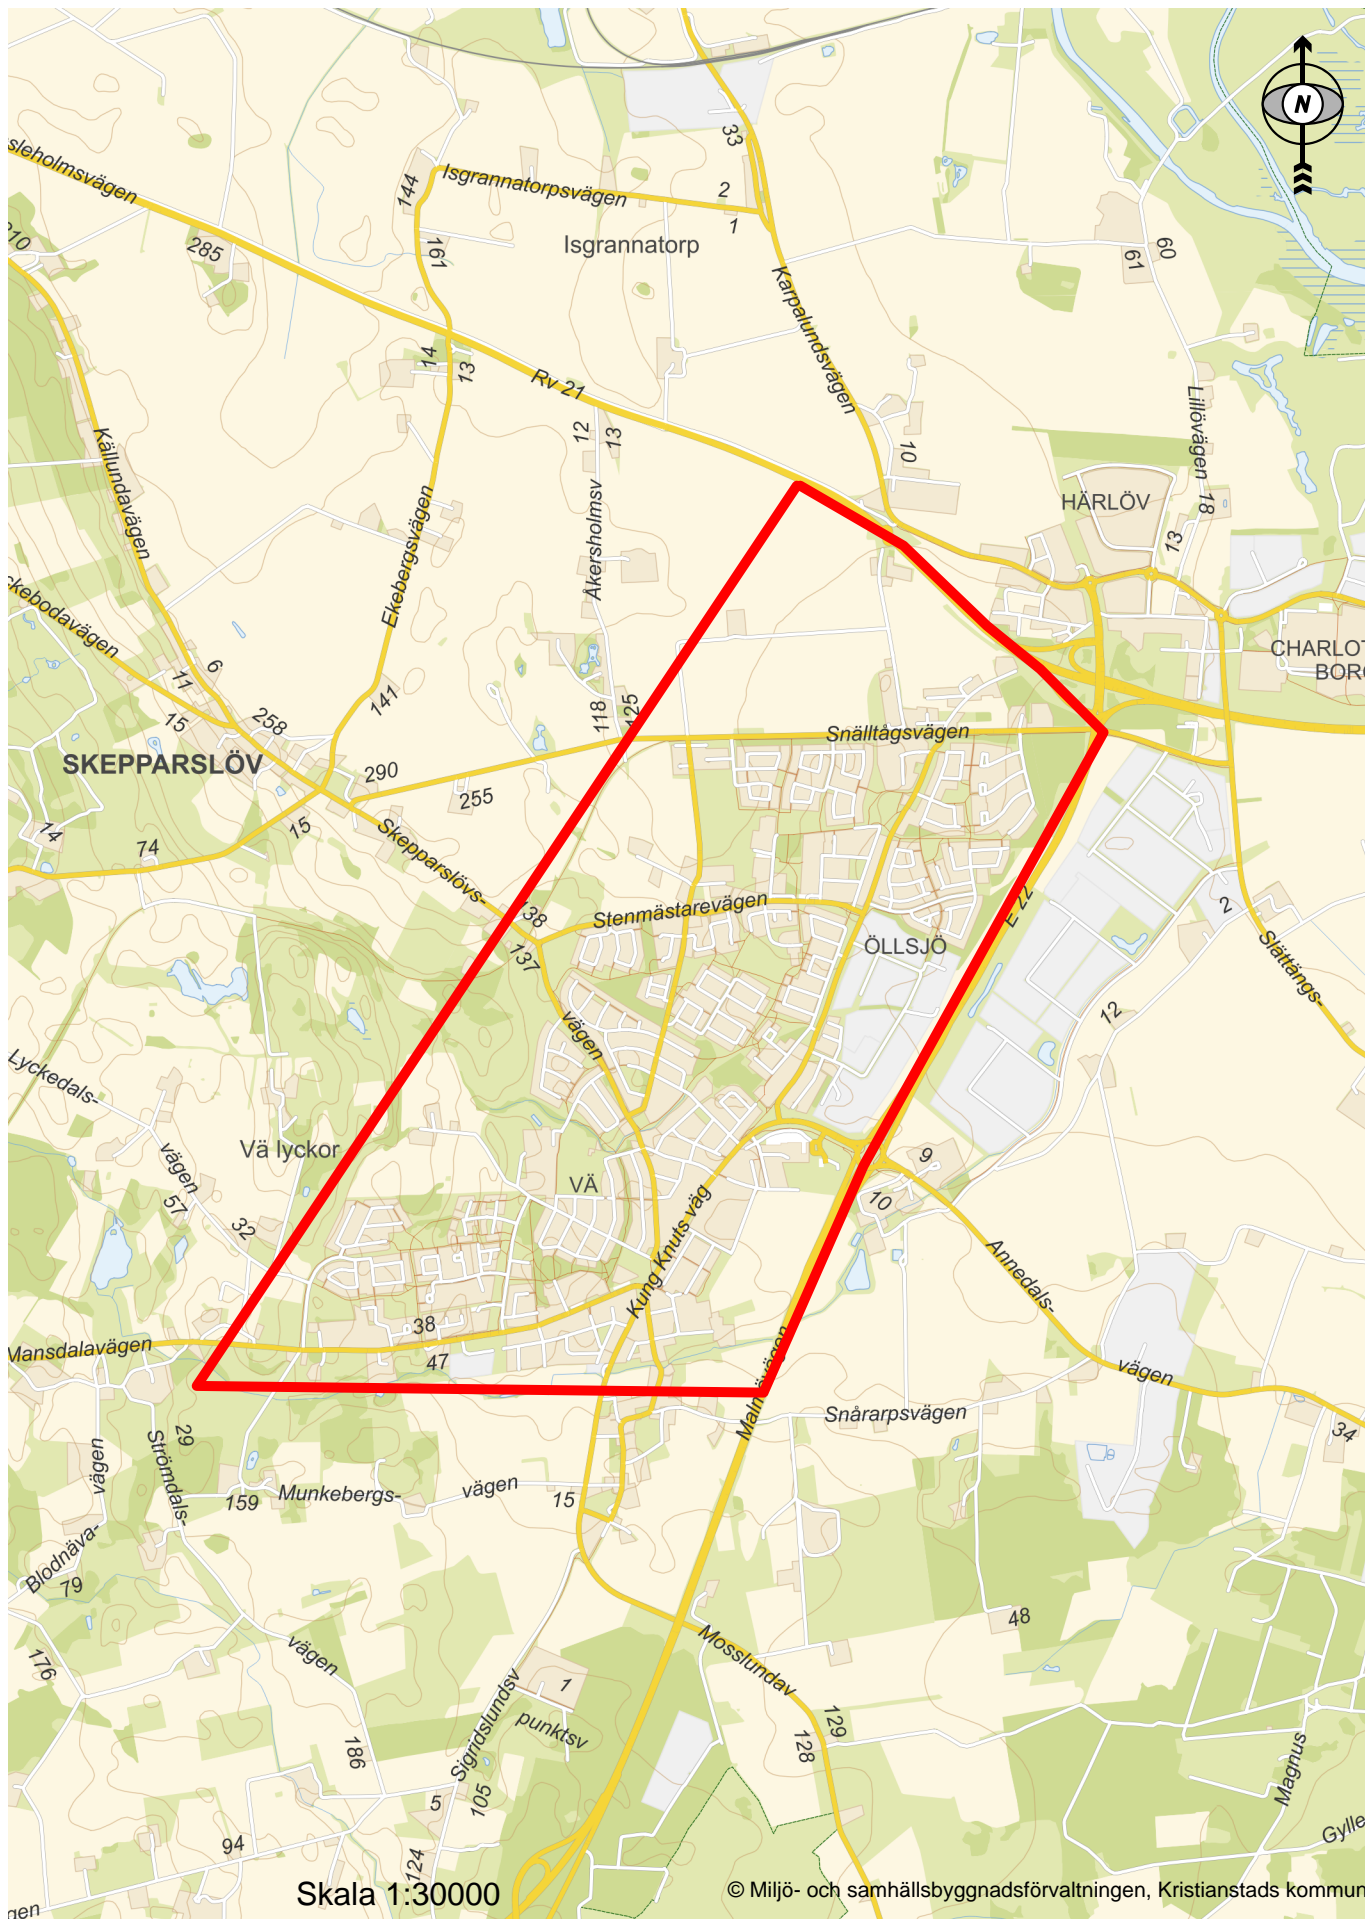 N
33
sleholmsvägen
144
Isgrannatorpsvägen
2
1
Isgrannatorp
210
285
161
60
61
Karpalundsvägen
14
13
Rv 21
12
13
Lillövägen
10
18
HÄRLÖV
13
Källundavägen
Ekebergsvägen
Åkersholmsv
ckebodavägen
6
11
15
258
141
118
125
CHARLOT
BORG
Snälltågsvägen
SKEPPARSLÖV
290
255
14
74
15
Skepparslövs-
138
137
Stenmästarevägen
ÖLLSJÖ
E 22
2
Slättängs-
12
vägen
Lyckedals-
vägen
57
32
Vä lyckor
VÄ
9
10
Kung Knuts väg
Annedals-
vägen
38
47
Mansdalavägen
Malmövägen
Snårarpsvägen
34
29
vägen
Strömdals-
159
Munkebergs-
vägen
15
Blodnäva-
79
176
vägen
48
1
punktsv
Sigridslundsv
Mosslundav
129
128
186
5
105
94
124
Magnus
Gylle
gen
Skala 1:30000
© Miljö- och samhällsbyggnadsförvaltningen, Kristianstads kommun